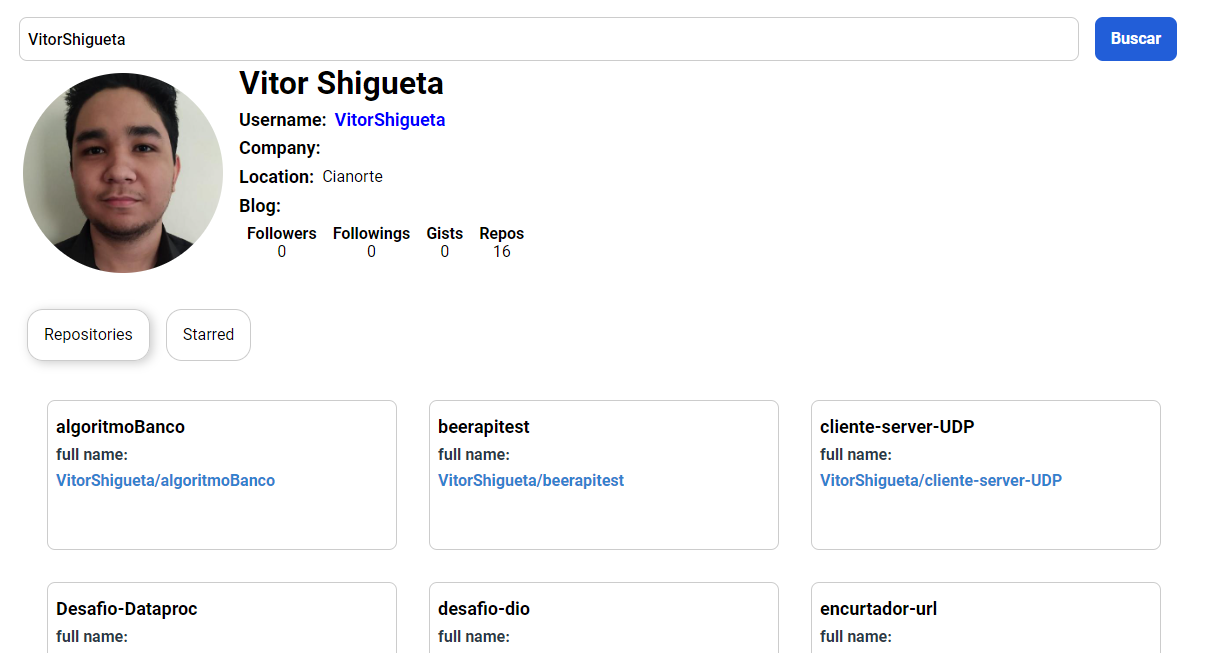 VitorShigueta Buscar
Vitor Shigueta
Username: VitorShigueta
Company:
Location: Cianorte
Blog:
Followers Followings Gists Repos
0 0 0 16
Repositories Starred
algoritmoBanco beerapitest cliente-server-UDP
full name: full name: full name:
VitorShigueta/algoritmoBanco VitorShigueta/beerapitest VitorShigueta/cliente-server-UDP
Desafio-Dataproc desafio-dio encurtador-url
full name: full name: full name: